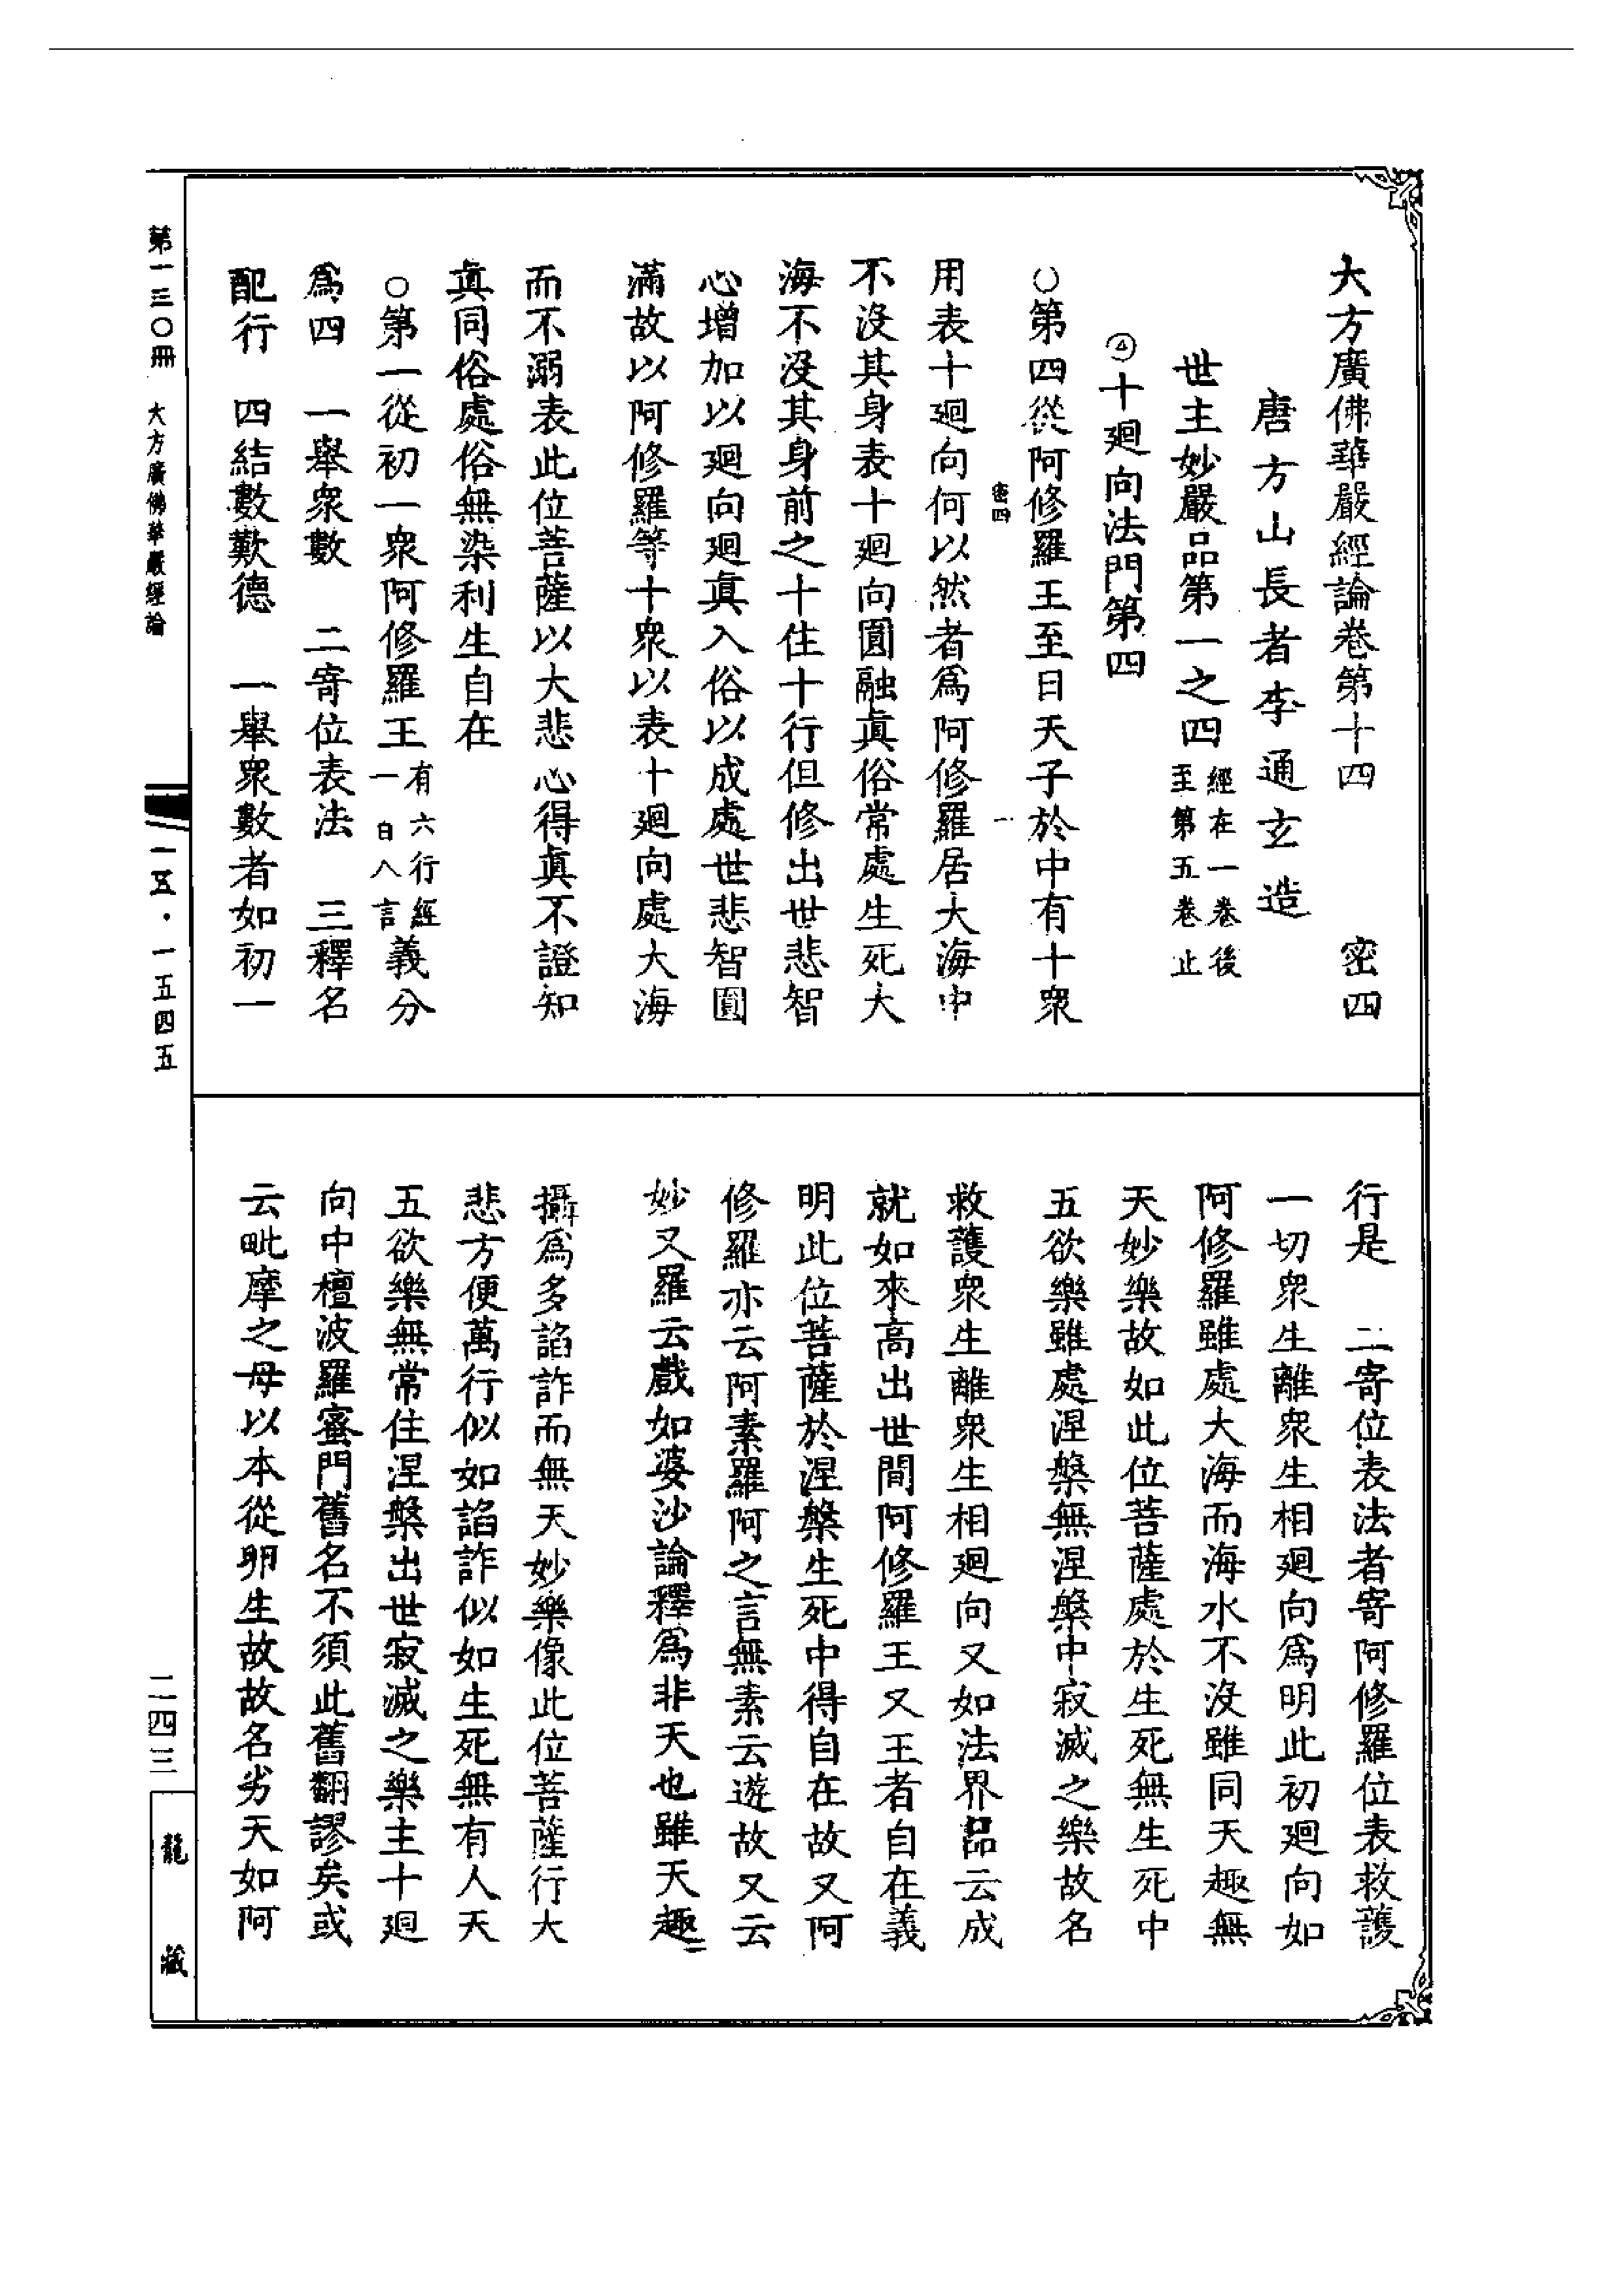 大方廣佛華嚴經論卷第十四　密四
唐方山長者李通玄造
世主妙嚴品第一之四 經在一卷後至第五卷止
㊃十廻向法門第四
○第四從阿修羅王至日天子於中有十衆
密四　一
用表十廻向何以然者爲阿修羅居大海中
不没其身表十廻向圓融眞俗常處生死大
海不没其身前之十住十行但修出世悲智
心增加以廻向廻眞入俗以成處世悲智圓
滿故以阿修羅等十衆以表十廻向處大海
而不溺表此位菩薩以大悲心得眞不證知
眞同俗處俗無染利生自在
○第一從初一衆阿修羅王 有六行經一白八言 義分
爲四　一舉衆數　二寄位表法　三釋名
配行　四結數歎德　一舉衆數者如初一
行是　二寄位表法者寄阿修羅位表救護
一切衆生離衆生相廻向爲明此初廻向如
阿修羅雖處大海而海水不没雖同天趣無
天妙樂故如此位菩薩處於生死無生死中
五欲樂雖處涅槃無涅槃中寂滅之樂故名
救護衆生離衆生相廻向又如法界品云成
就如來高出世間阿修羅王又王者自在義
明此位菩薩於涅槃生死中得自在故又阿
修羅亦云阿素羅阿之言無素云遊故又云
妙又羅云戲如婆沙論釋爲非天也雖天趣
二
攝爲多諂詐而無天妙樂像此位菩薩行大
悲方便萬行似如諂詐似如生死無有人天
五欲樂無常住涅槃出世寂滅之樂主十廻
向中檀波羅蜜門舊名不須此舊翻謬矣或
云毗摩之母以本從卵生故故名劣天如阿
第一三〇冊　大方廣佛華嚴經論
一五·一五四五
二四三
龍藏